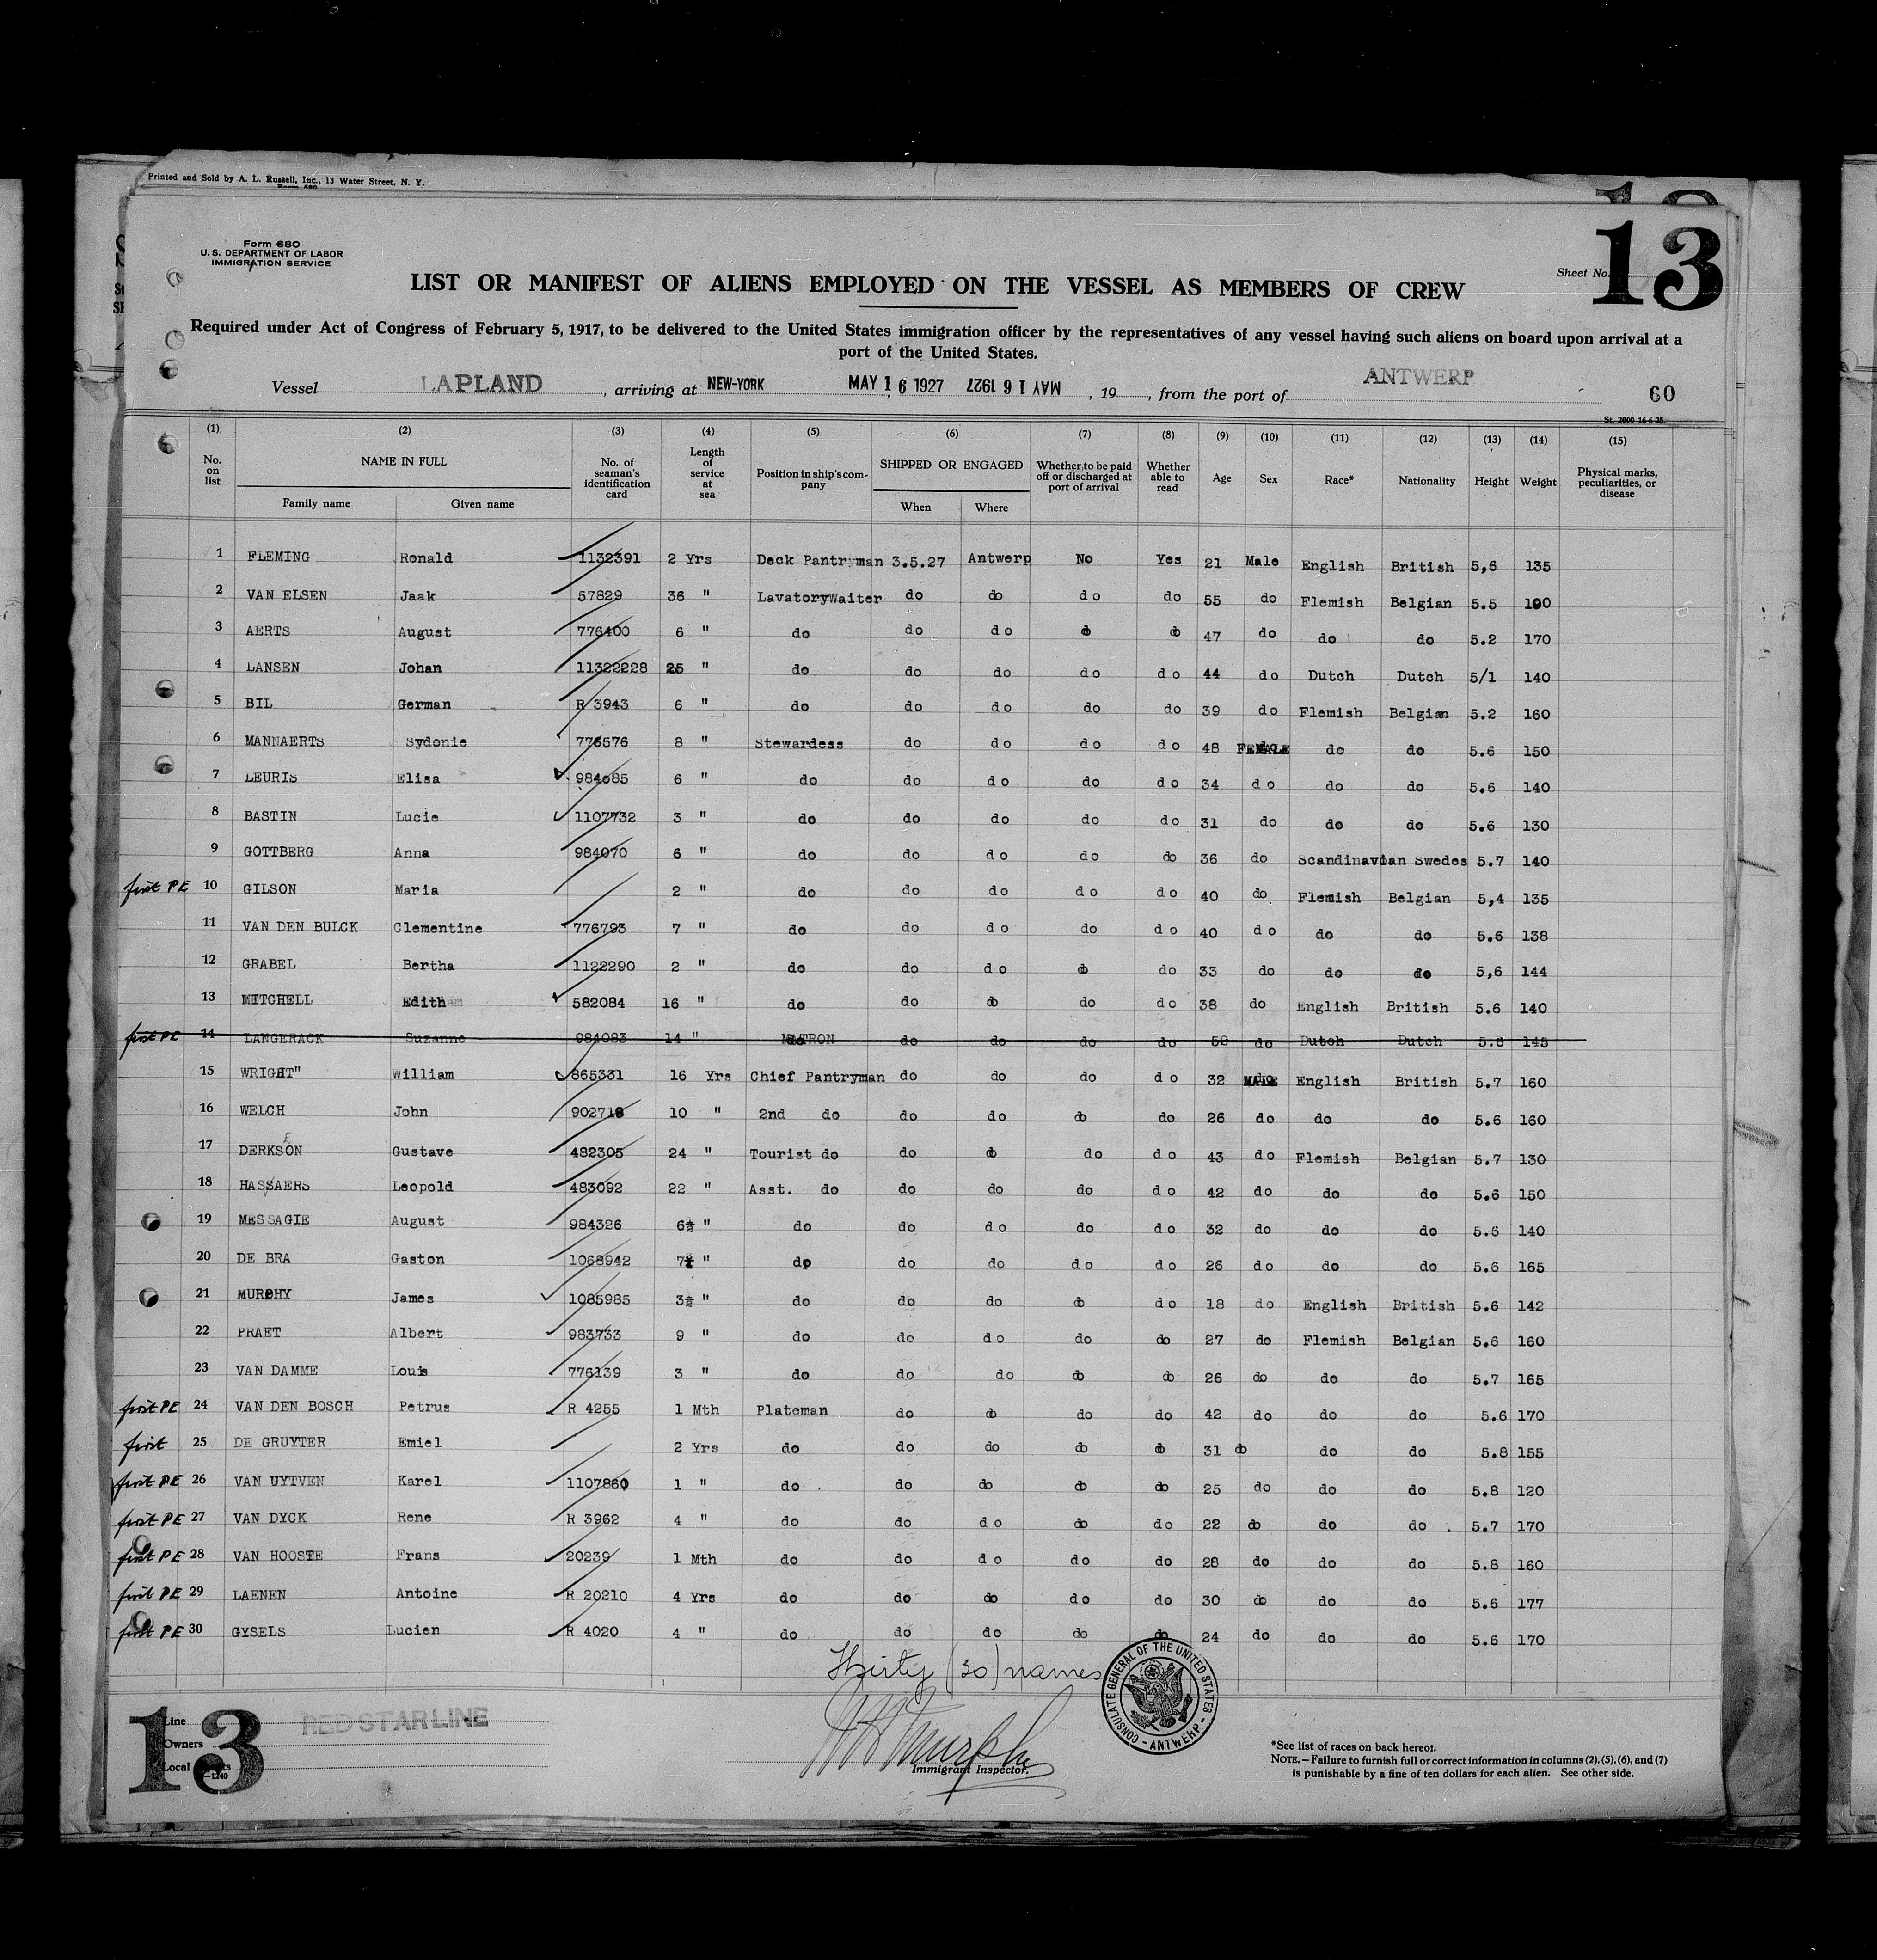 Printed and Sold by A. L. Russell, Inc., 13 Water Street, N. Y.
Form 680
U. S. DEPARTMENT OF LABOR
IMMIGRATION SERVICE
Sheet No. 13
LIST OR MANIFEST OF ALIENS EMPLOYED ON THE VESSEL AS MEMBERS OF CREW
Required under Act of Congress of February 5, 1917, to be delivered to the United States immigration officer by the representatives of any vessel having such aliens on board upon arrival at a
port of the United States.
Vessel LAPLAND, arriving at NEW-YORK MAY 16 1927 MAY 16 1927, 19, from the port of ANTWERP 60
St. 2000 16-6-25.
(1) (2) (3) (4) (5) (6) (7) (8) (9) (10) (11) (12) (13) (14) (15)
No. on list NAME IN FULL Family name Given name No. of seaman's identification card Length of service at sea Position in ship's company SHIPPED OR ENGAGED When Where Whether to be paid off or discharged at port of arrival Whether able to read Age Sex Race* Nationality Height Weight Physical marks, peculiarities, or disease
1 FLEMING Ronald 1132391 2 Yrs Deck Pantryman 3.5.27 Antwerp No Yes 21 Male English British 5,6 135
2 VAN ELSEN Jaak 57829 36 " LavatoryWaiter do do do do 55 do Flemish Belgian 5.5 190
3 AERTS August 776400 6 " do do do do do 47 do do do 5.2 170
4 LANSEN Johan 11322228 25 " do do do do do 44 do Dutch Dutch 5/1 140
5 BIL German R 3943 6 " do do do do do 39 do Flemish Belgian 5.2 160
6 MANNAERTS Sydonie 776576 8 " Stewardess do do do do 48 FEMALE do do 5.6 150
7 LEURIS Elisa 984085 6 " do do do do do 34 do do do 5.6 140
8 BASTIN Lucie 1107732 3 " do do do do do 31 do do do 5.6 130
9 GOTTBERG Anna 984070 6 " do do do do do 36 do Scandinavian Swedes 5.7 140
first PE 10 GILSON Maria 2 " do do do do do 40 do Flemish Belgian 5,4 135
11 VAN DEN BULCK Clementine 776793 7 " do do do do do 40 do do do 5.6 138
12 GRABEL Bertha 1122290 2 " do do do do do 33 do do do 5,6 144
13 MITCHELL Edith 582084 16 " do do do do do 38 do English British 5.6 140
first PE 14 LANGERACK Suzanne 984083 14 " MATRON do do do do 58 do Dutch Dutch 5.6 145
15 WRIGHT" William 865331 16 Yrs Chief Pantryman do do do do 32 MALE English British 5.7 160
16 WELCH John 902718 10 " 2nd do do do do do 26 do do do 5.6 160
17 DERKSON Gustave 482305 24 " Tourist do do do do do 43 do Flemish Belgian 5.7 130
18 HASSAERS Leopold 483092 22 " Asst. do do do do do 42 do do do 5.6 150
19 MESSAGIE August 984326 6½ " do do do do do 32 do do do 5.5 140
20 DE BRA Gaston 1068942 7½ " do do do do do 26 do do do 5.6 165
21 MURPHY James 1085985 3½ " do do do do do 18 do English British 5.6 142
22 PRAET Albert 983733 9 " do do do do do 27 do Flemish Belgian 5.6 160
23 VAN DAMME Louis 776139 3 " do do do do do 26 do do do 5.7 165
first PE 24 VAN DEN BOSCH Petrus R 4255 1 Mth Plateman do do do do 42 do do do 5.6 170
first 25 DE GRUYTER Emiel 2 Yrs do do do do do 31 do do do 5.8 155
first PE 26 VAN UYTVEN Karel 1107860 1 " do do do do do 25 do do do 5.8 120
first PE 27 VAN DYCK Rene R 3962 4 " do do do do do 22 do do do 5.7 170
first PE 28 VAN HOOSTE Frans 20239 1 Mth do do do do do 28 do do do 5.8 160
first PE 29 LAENEN Antoine R 20210 4 Yrs do do do do do 30 do do do 5.6 177
first PE 30 GYSELS Lucien R 4020 4 " do do do do do 24 do do do 5.6 170
Thirty (30) names
CONSULATE GENERAL OF THE UNITED STATES - ANTWERP -
13
Line RED STAR LINE
Owners
Local
Murphy
Immigrant Inspector.
*See list of races on back hereof.
NOTE.—Failure to furnish full or correct information in columns (2), (5), (6), and (7)
is punishable by a fine of ten dollars for each alien. See other side.